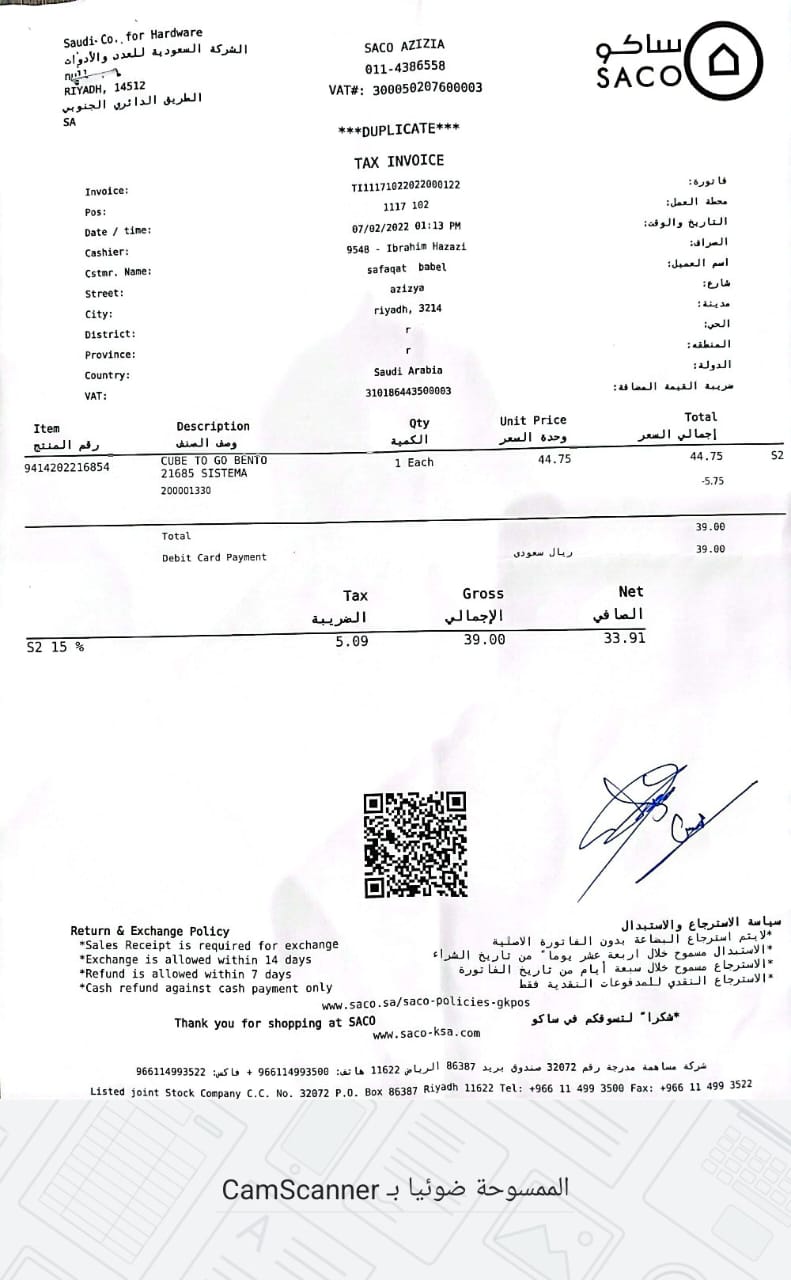 Saudi Co. for Hardware
الشركة السعودية للعدد والأدوات
null
RIYADH, 14512
الطريق الدائري الجنوبي
SA
SACO AZIZIA
011-4386558
VAT#: 300050207600003
ساكو
SACO
***DUPLICATE***
TAX INVOICE
Invoice: TI11171022022000122 فاتورة:
Pos: 1117 102 محطة العمل:
Date / time: 07/02/2022 01:13 PM التاريخ والوقت:
Cashier: 9548 - Ibrahim Hazazi الصراف:
Cstmr. Name: safaqat babel اسم العميل:
Street: azizya شارع:
City: riyadh, 3214 مدينة:
District: r الحي:
Province: r المنطقه:
Country: Saudi Arabia الدولة:
VAT: 310186443500003 ضريبة القيمة المضافة:
Item Description Qty Unit Price Total
رقم المنتج وصف الصنف الكمية وحدة السعر إجمالي السعر
9414202216854 CUBE TO GO BENTO 1 Each 44.75 44.75 S2
21685 SISTEMA -5.75
200001330
Total 39.00
Debit Card Payment ريال سعودى 39.00
Tax Gross Net
الضريبة الإجمالي الصافي
S2 15 % 5.09 39.00 33.91
Return & Exchange Policy
*Sales Receipt is required for exchange
*Exchange is allowed within 14 days
*Refund is allowed within 7 days
*Cash refund against cash payment only
سياسة الاسترجاع والاستبدال
*لايتم استرجاع البضاعة بدون الفاتورة الاصلية
*الاستبدال مسموح خلال اربعة عشر يوما" من تاريخ الشراء
*الاسترجاع مسموح خلال سبعة أيام من تاريخ الفاتورة
*الاسترجاع النقدي للمدفوعات النقدية فقط
www.saco.sa/saco-policies-gkpos
Thank you for shopping at SACO *شكرا" لتسوقكم في ساكو
www.saco-ksa.com
شركة مساهمة مدرجة رقم 32072 صندوق بريد 86387 الرياض 11622 هاتف: 966114993500 + فاكس: 966114993522
Listed joint Stock Company C.C. No. 32072 P.O. Box 86387 Riyadh 11622 Tel: +966 11 499 3500 Fax: +966 11 499 3522
الممسوحة ضوئيا بـ CamScanner